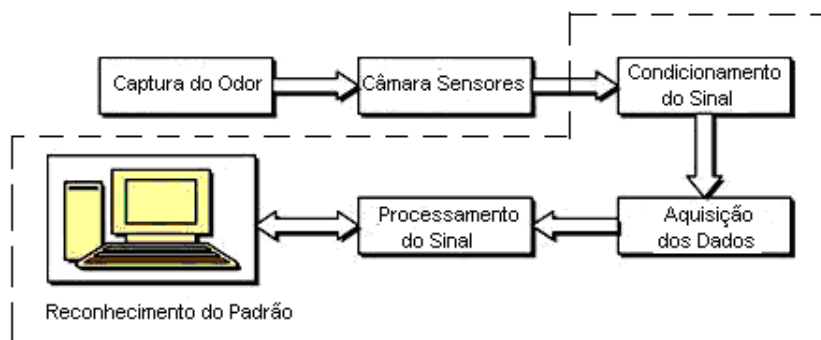 Captura do Odor
Câmara Sensores
Condicionamento
do Sinal
Aquisição
dos Dados
Processamento
do Sinal
Reconhecimento do Padrão